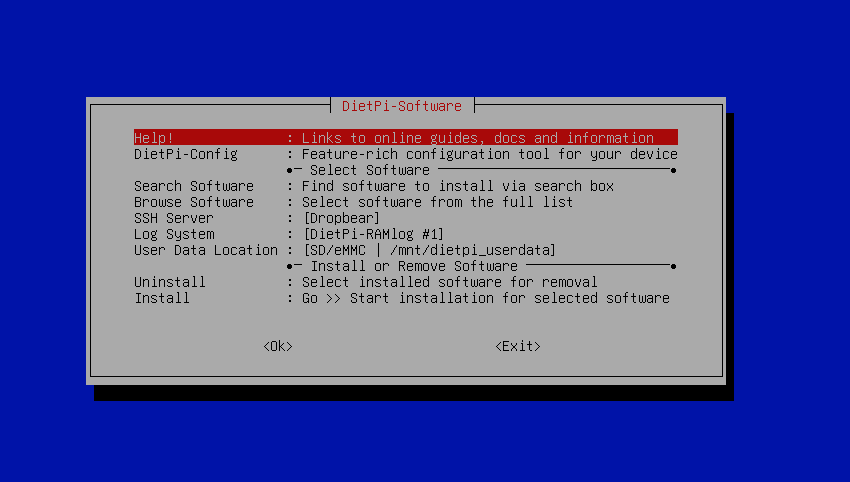 DietPi-Software
Help! : Links to online guides, docs and information
DietPi-Config : Feature-rich configuration tool for your device
●─ Select Software ─────────────────────────────●
Search Software : Find software to install via search box
Browse Software : Select software from the full list
SSH Server : [Dropbear]
Log System : [DietPi-RAMlog #1]
User Data Location : [SD/eMMC | /mnt/dietpi_userdata]
●─ Install or Remove Software ──────────────────●
Uninstall : Select installed software for removal
Install : Go >> Start installation for selected software
<Ok> <Exit>